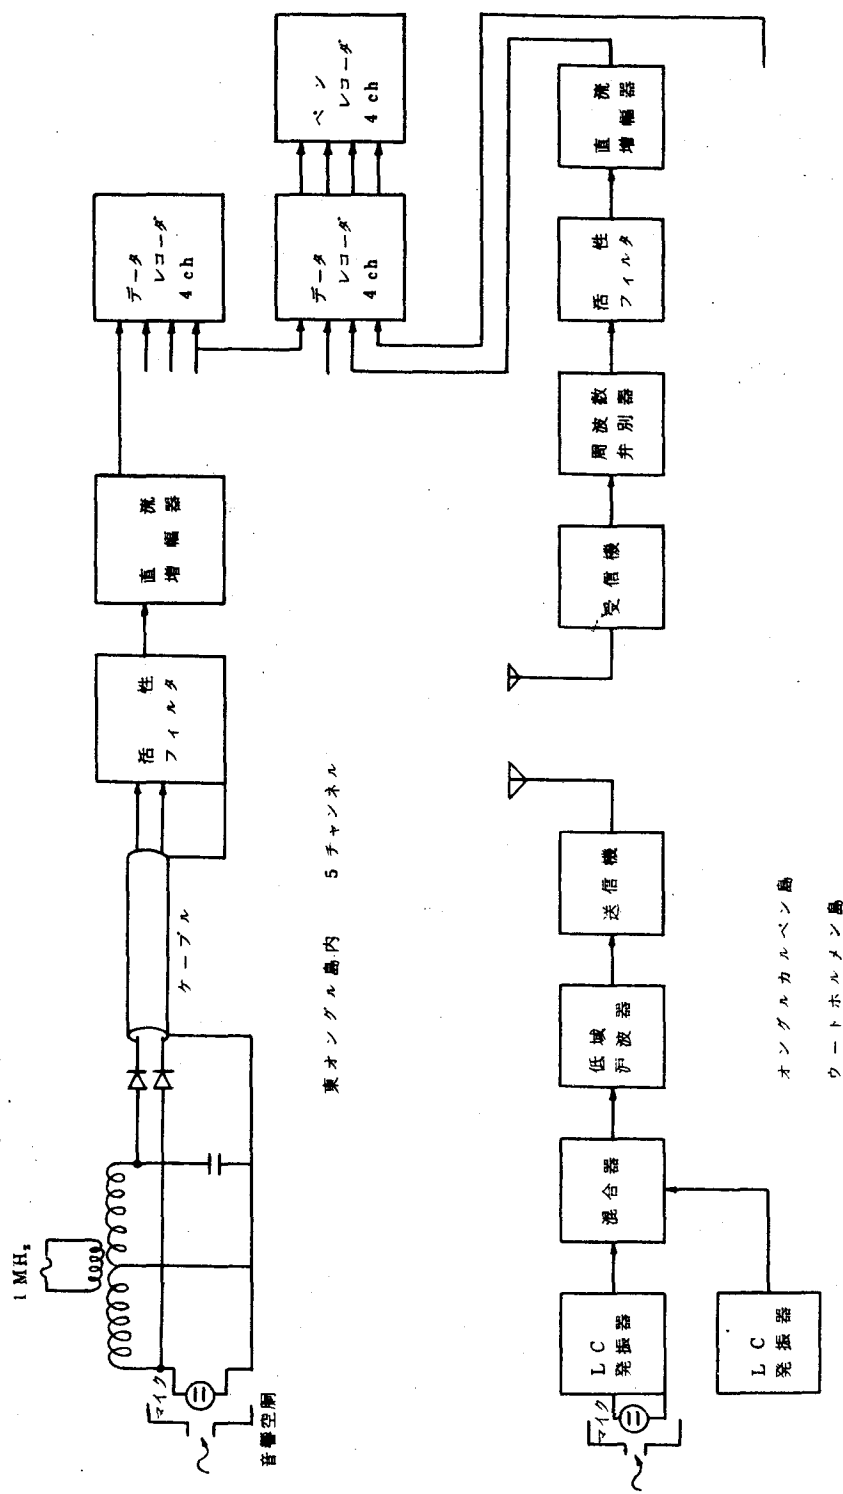 1 MHz
マイク
音響空胴
ケーブル
活性
フィルタ
直流
増幅器
データ
レコーダ
4 ch
データ
レコーダ
4 ch
ペン
レコーダ
4 ch
東オングル島内 5 チャンネル
マイク
LC
発振器
LC
発振器
混合器
低域
沪波器
送信機
受信機
周波数
弁別器
活性
フィルタ
直流
増幅器
オングルカルベン島
ウートホルメン島